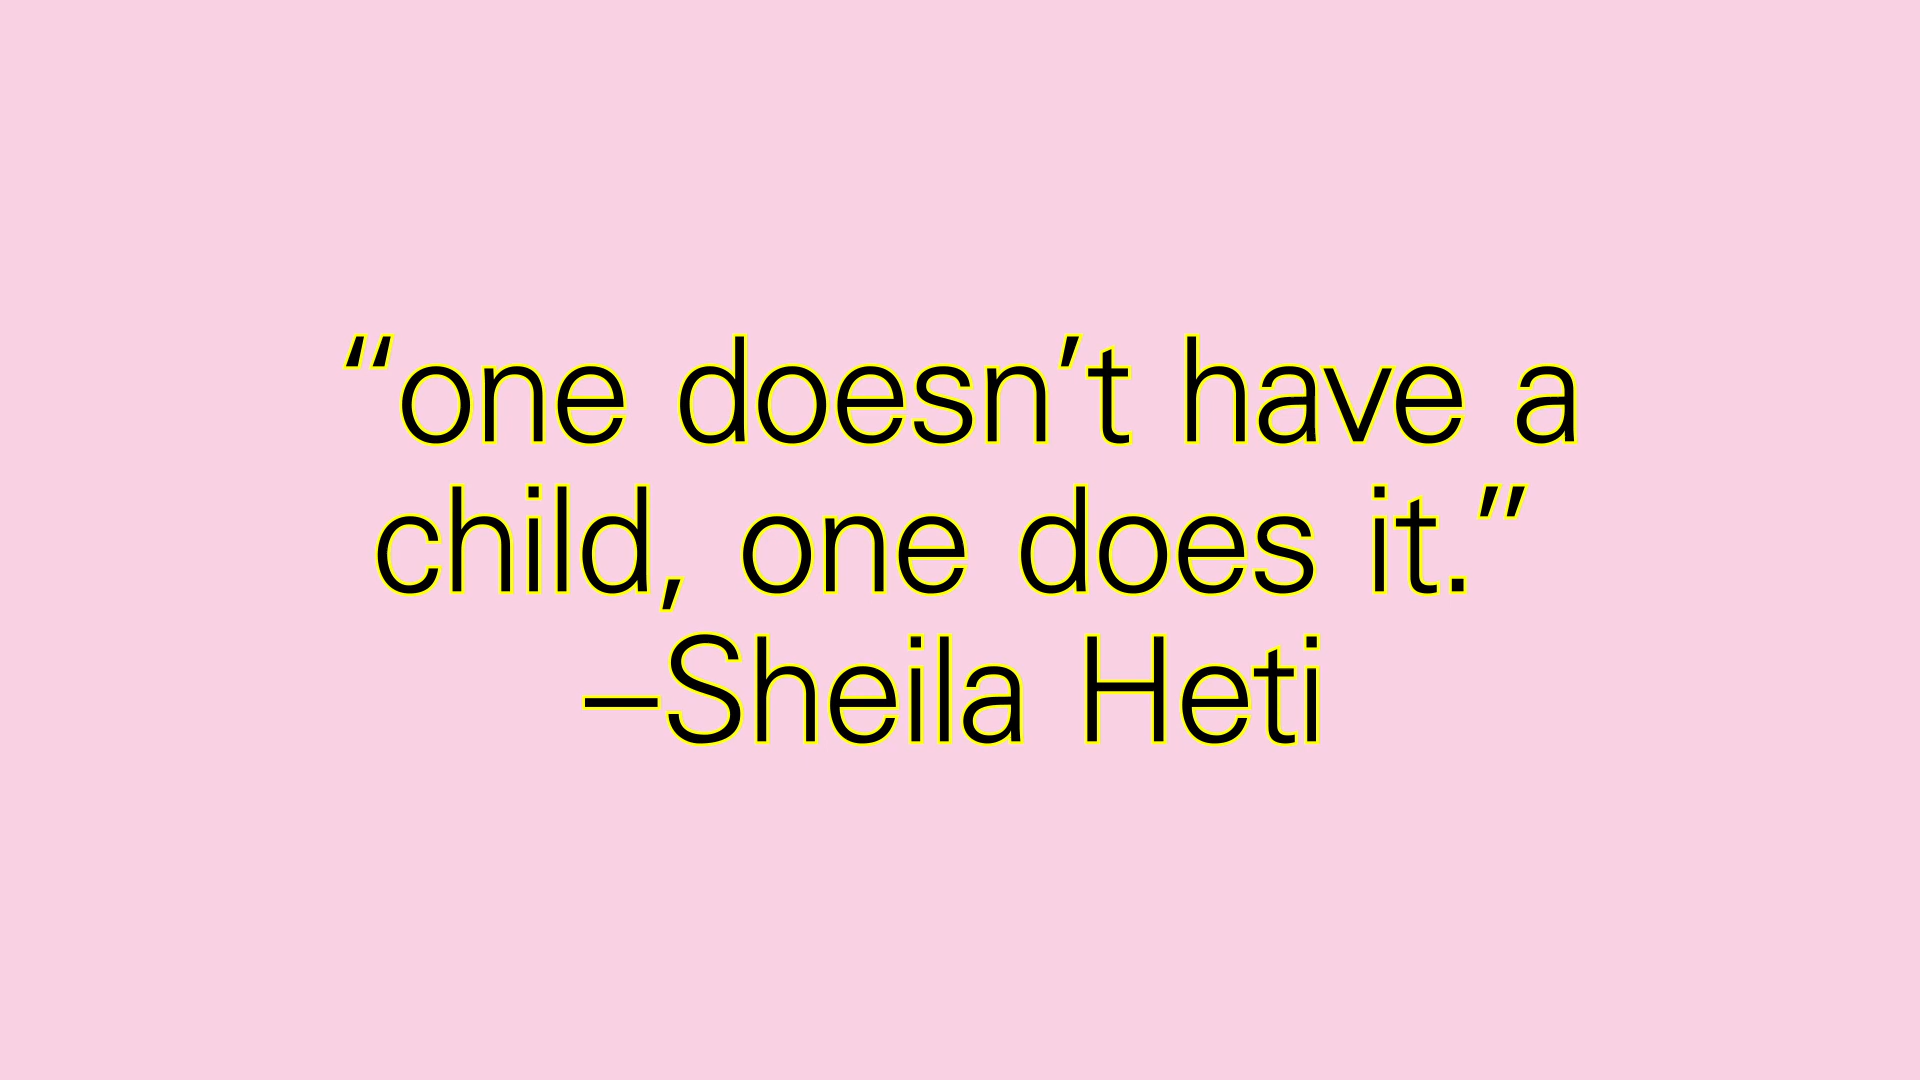 “one doesn’t have a
child, one does it.”
–Sheila Heti